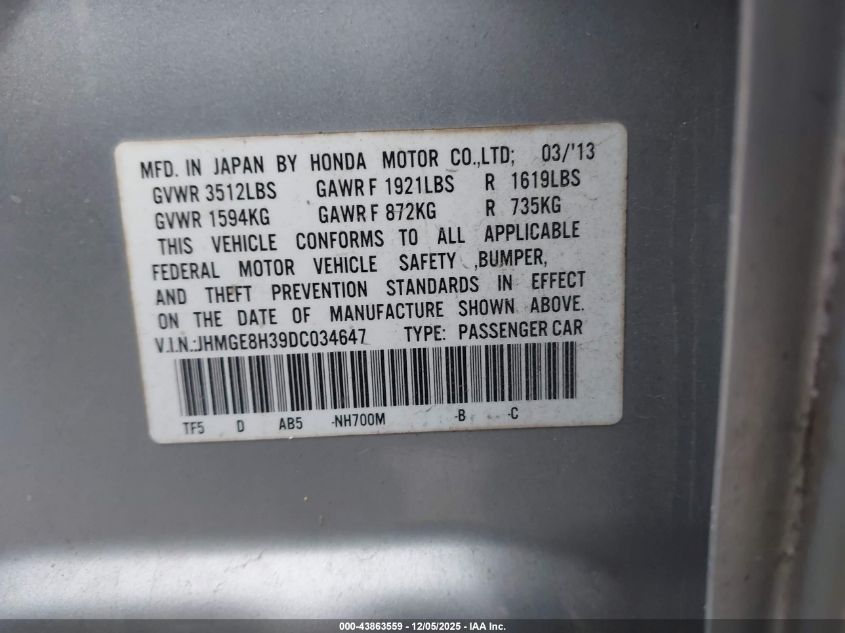 MFD. IN JAPAN BY HONDA MOTOR CO.,LTD; 03/'13
GVWR 3512LBS GAWR F 1921LBS R 1619LBS
GVWR 1594KG GAWR F 872KG R 735KG
THIS VEHICLE CONFORMS TO ALL APPLICABLE
FEDERAL MOTOR VEHICLE SAFETY ,BUMPER,
AND THEFT PREVENTION STANDARDS IN EFFECT
ON THE DATE OF MANUFACTURE SHOWN ABOVE.
V.I.N.:JHMGE8H39DC034647 TYPE: PASSENGER CAR
TF5 D AB5 -NH700M -B -C
000-43863559 - 12/05/2025 - IAA Inc.